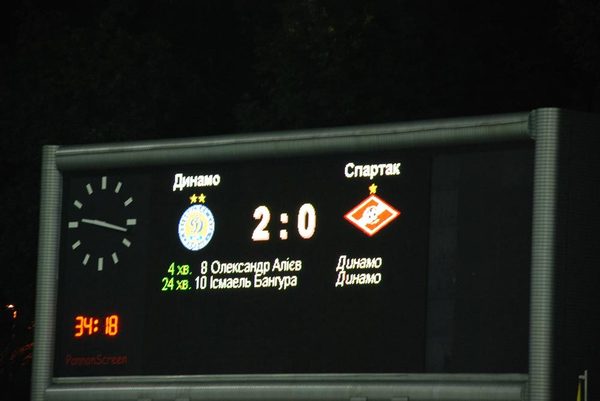 Динамо Спартак
2:0
4 хв. 8 Олександр Алієв Динамо
24 хв. 10 Ісмаель Бангура Динамо
34:18
PannonScreen